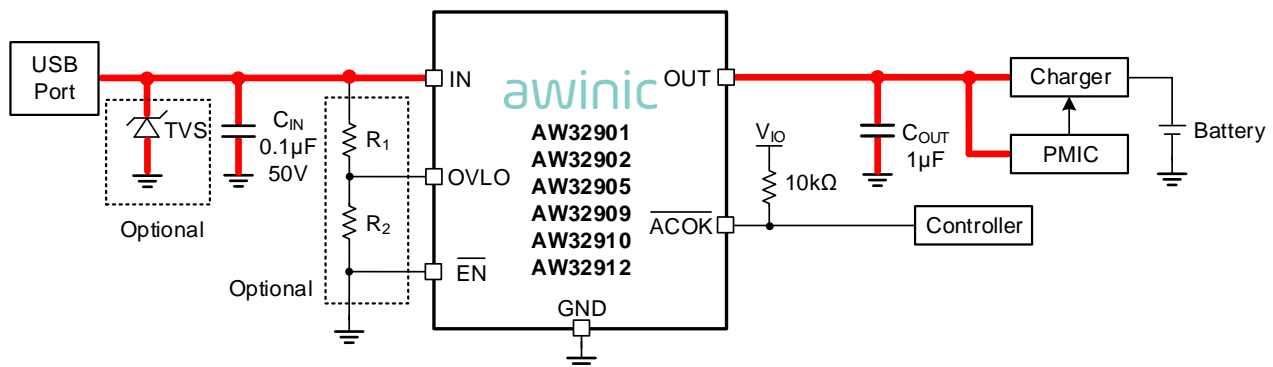 USB
Port
TVS
Optional
C_IN
0.1µF
50V
R1
R2
Optional
IN
OVLO
EN
awinic
AW32901
AW32902
AW32905
AW32909
AW32910
AW32912
GND
OUT
ACOK
V_IO
10kΩ
C_OUT
1µF
Charger
PMIC
Battery
Controller